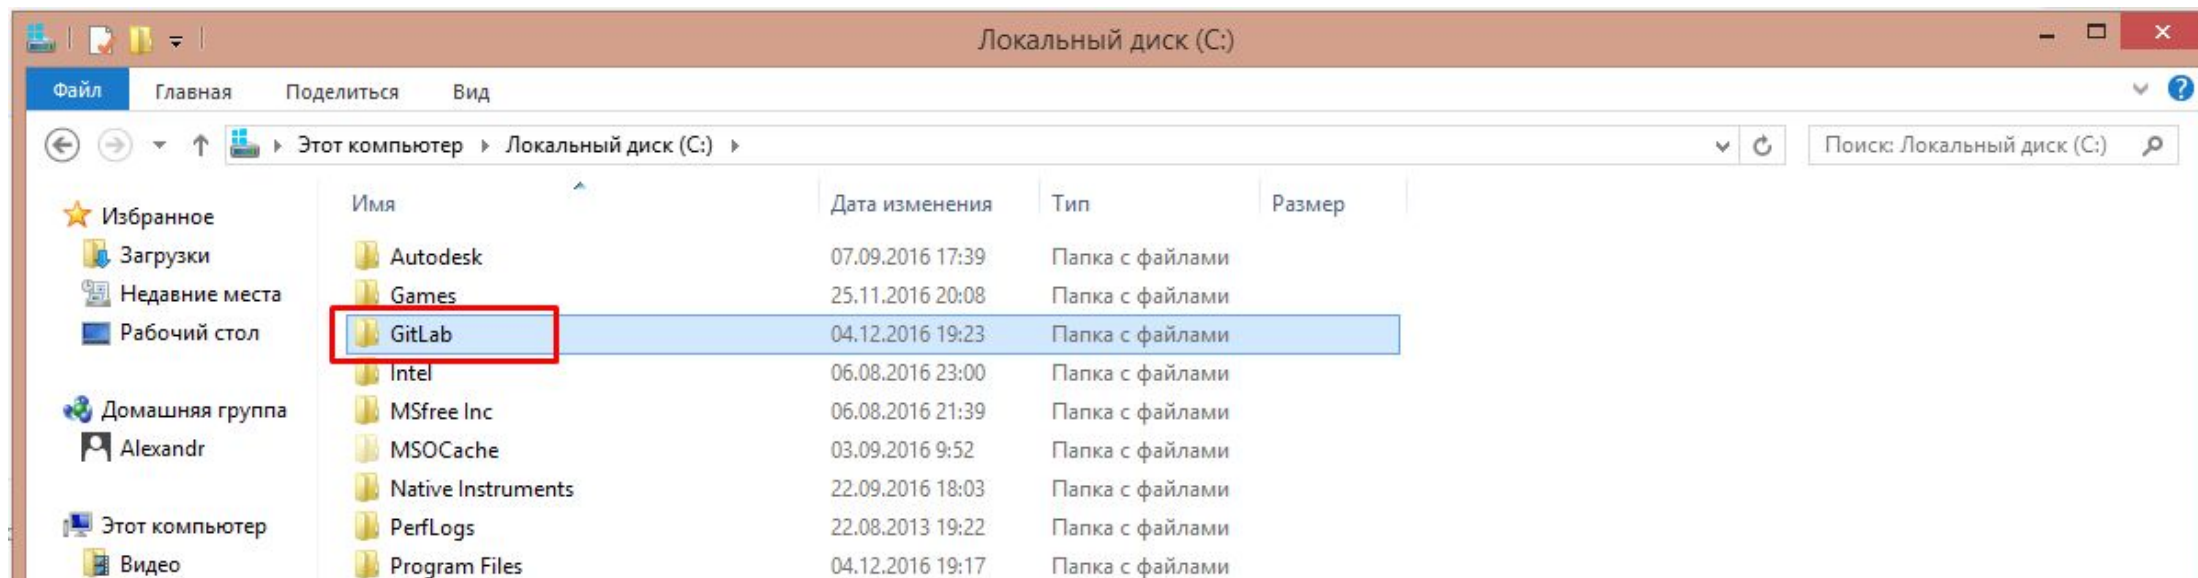 Локальный диск (C:)
Файл Главная Поделиться Вид
Этот компьютер Локальный диск (C:) Поиск: Локальный диск (C:)
Имя Дата изменения Тип Размер
Избранное
Загрузки
Недавние места
Рабочий стол
Домашняя группа
Alexandr
Этот компьютер
Видео
Autodesk 07.09.2016 17:39 Папка с файлами
Games 25.11.2016 20:08 Папка с файлами
GitLab 04.12.2016 19:23 Папка с файлами
Intel 06.08.2016 23:00 Папка с файлами
MSfree Inc 06.08.2016 21:39 Папка с файлами
MSOCache 03.09.2016 9:52 Папка с файлами
Native Instruments 22.09.2016 18:03 Папка с файлами
PerfLogs 22.08.2013 19:22 Папка с файлами
Program Files 04.12.2016 19:17 Папка с файлами